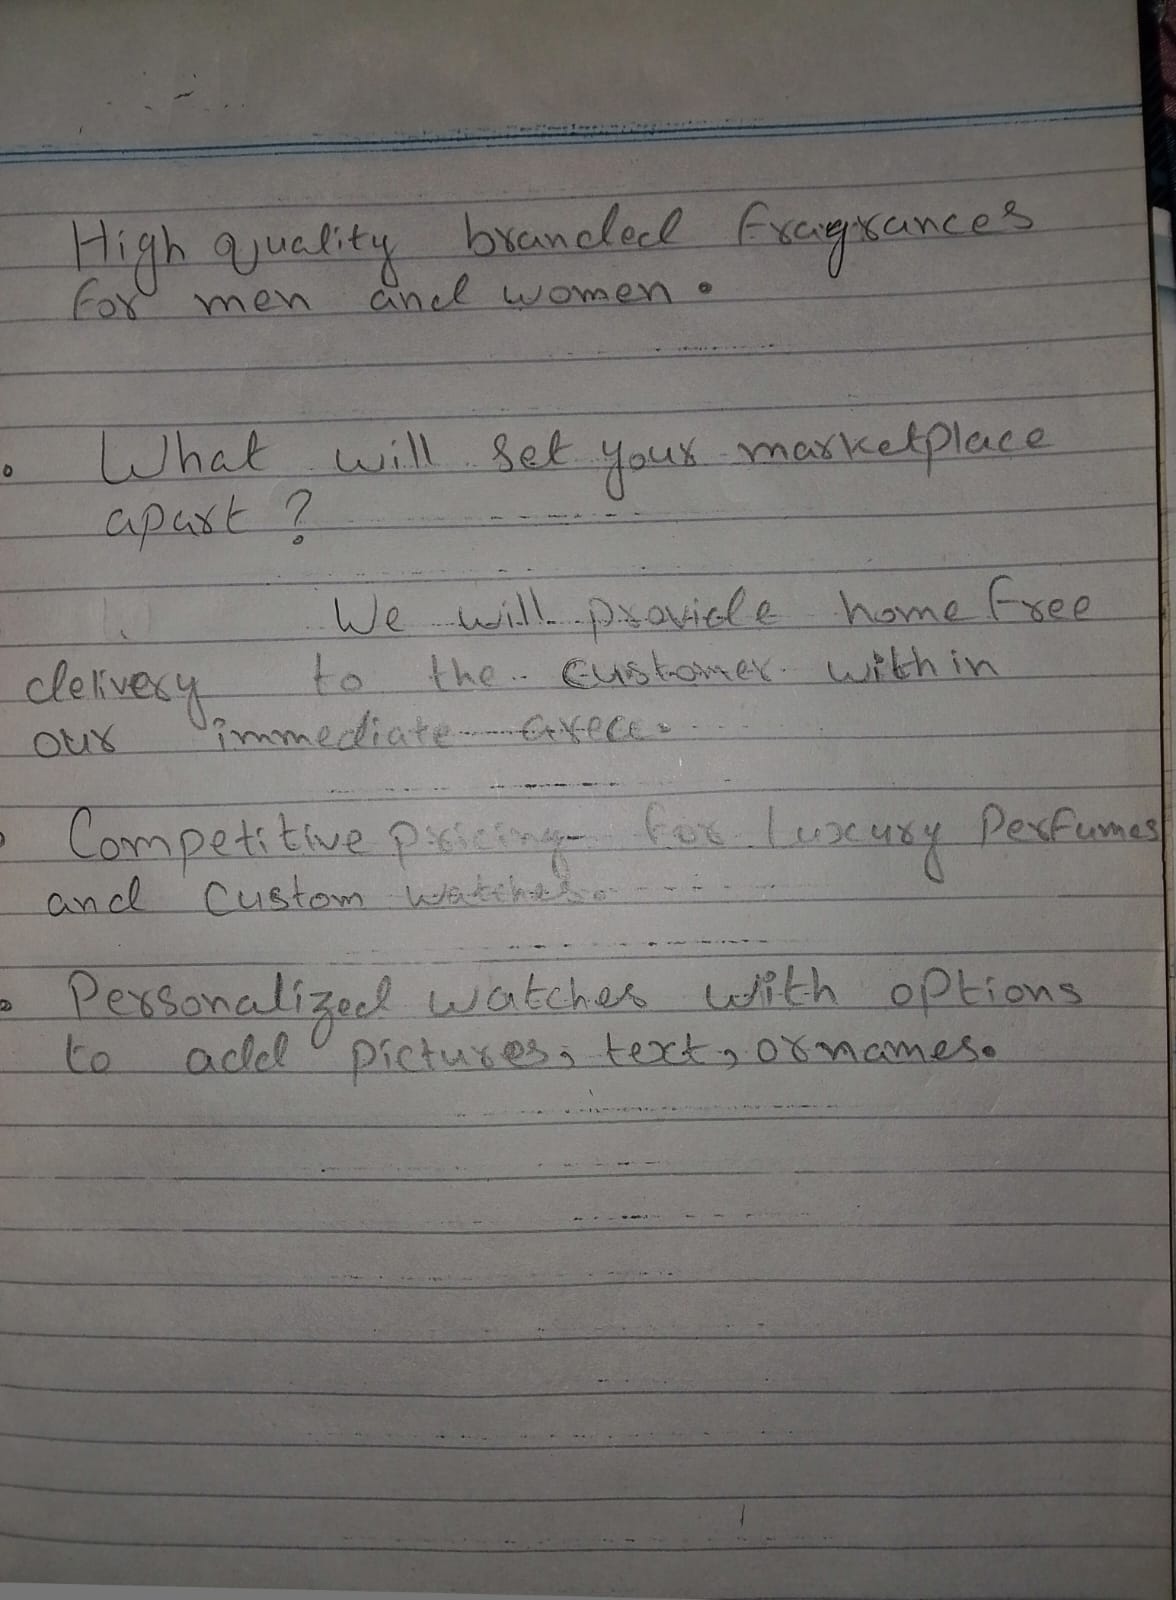 High quality branded fragrances
for men and women.
• What will set your marketplace
apart?
We will provide home free
delivery to the customer within
our immediate area.
• Competitive pricing for luxury Perfumes
and Custom watches.
• Personalized watches with options
to add pictures, text, or names.